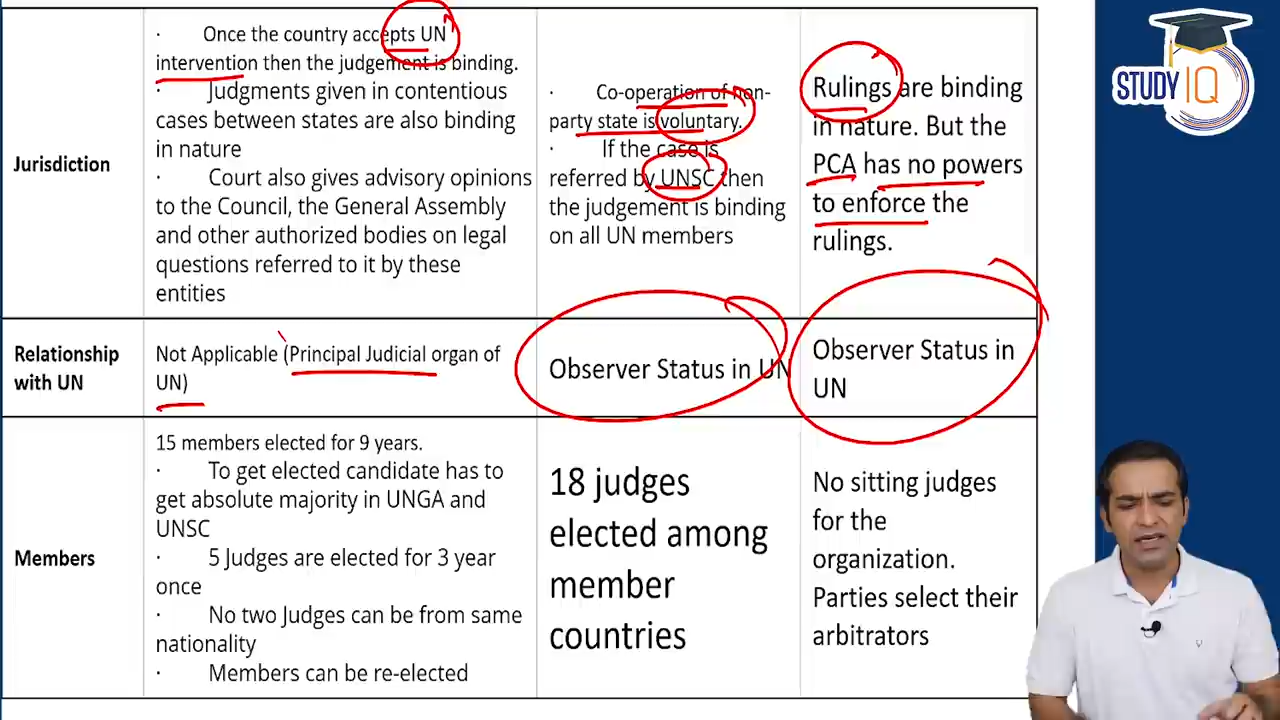 · Once the country accepts UN
intervention then the judgement is binding.
· Judgments given in contentious
cases between states are also binding
in nature
· Court also gives advisory opinions
to the Council, the General Assembly
and other authorized bodies on legal
questions referred to it by these
entities
Jurisdiction
· Co-operation of non-
party state is voluntary.
· If the case is
referred by UNSC then
the judgement is binding
on all UN members
Rulings are binding
in nature. But the
PCA has no powers
to enforce the
rulings.
Relationship
with UN
Not Applicable (Principal Judicial organ of
UN)
Observer Status in UN
Observer Status in
UN
Members
15 members elected for 9 years.
· To get elected candidate has to
get absolute majority in UNGA and
UNSC
· 5 Judges are elected for 3 year
once
· No two Judges can be from same
nationality
· Members can be re-elected
18 judges
elected among
member
countries
No sitting judges
for the
organization.
Parties select their
arbitrators
STUDY IQ